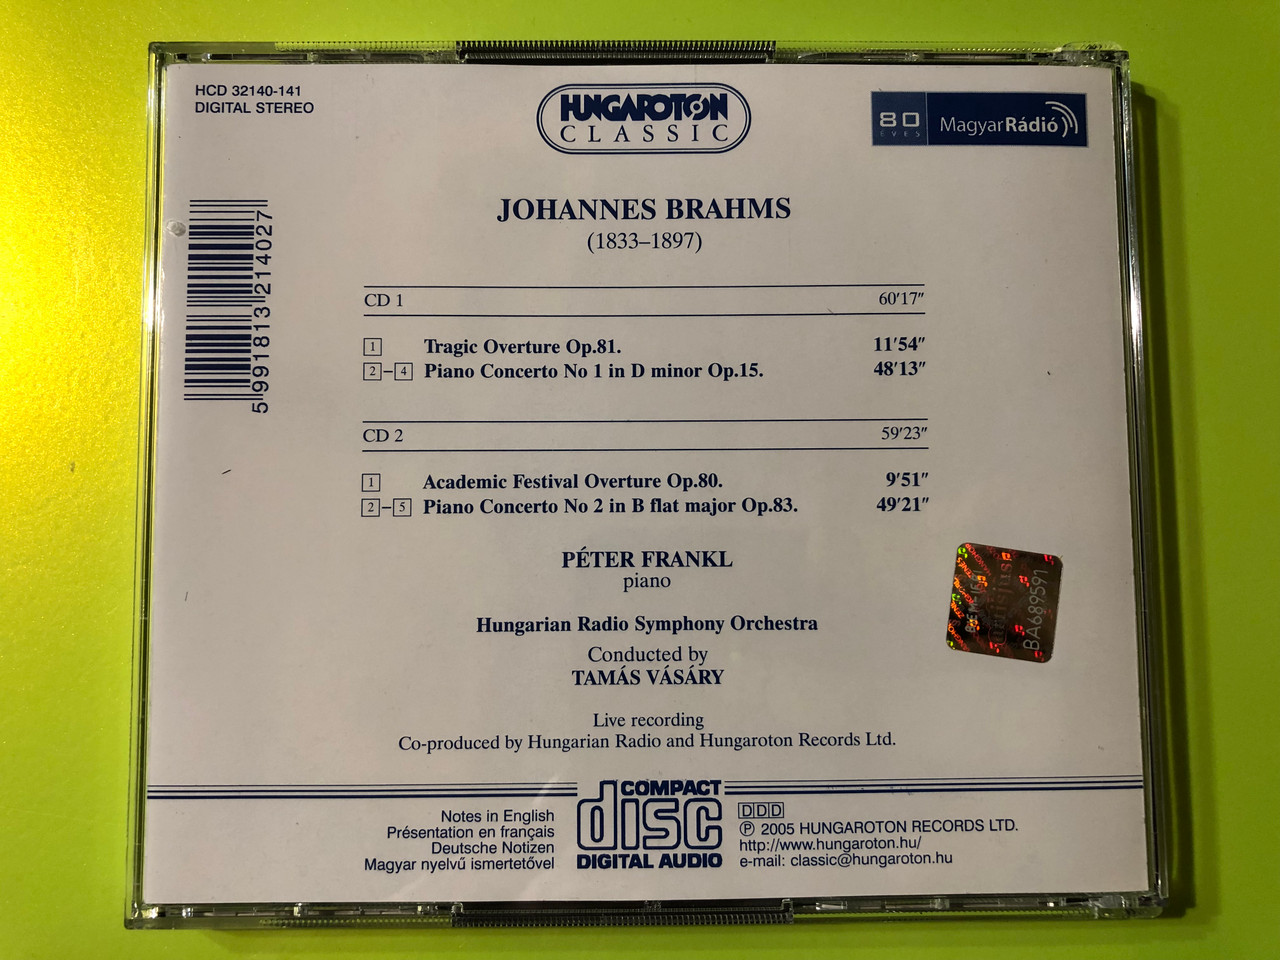 HCD 32140-141
DIGITAL STEREO
HUNGAROTON
CLASSIC
80
ÉVES
MagyarRádió
5 991813 214027
JOHANNES BRAHMS
(1833–1897)
CD 1 60'17"
1 Tragic Overture Op.81. 11'54"
2–4 Piano Concerto No 1 in D minor Op.15. 48'13"
CD 2 59'23"
1 Academic Festival Overture Op.80. 9'51"
2–5 Piano Concerto No 2 in B flat major Op.83. 49'21"
PÉTER FRANKL
piano
Hungarian Radio Symphony Orchestra
Conducted by
TAMÁS VÁSÁRY
BA689591
Live recording
Co-produced by Hungarian Radio and Hungaroton Records Ltd.
Notes in English
Présentation en français
Deutsche Notizen
Magyar nyelvű ismertetővel
COMPACT
disc
DIGITAL AUDIO
DDD
℗ 2005 HUNGAROTON RECORDS LTD.
http://www.hungaroton.hu/
e-mail: classic@hungaroton.hu